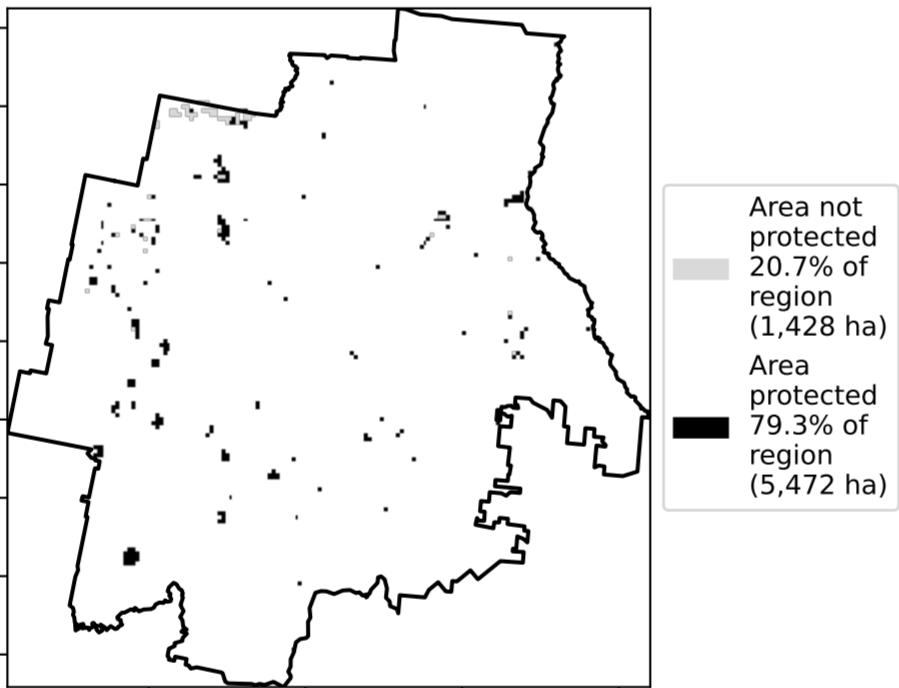 Area not
protected
20.7% of
region
(1,428 ha)
Area
protected
79.3% of
region
(5,472 ha)